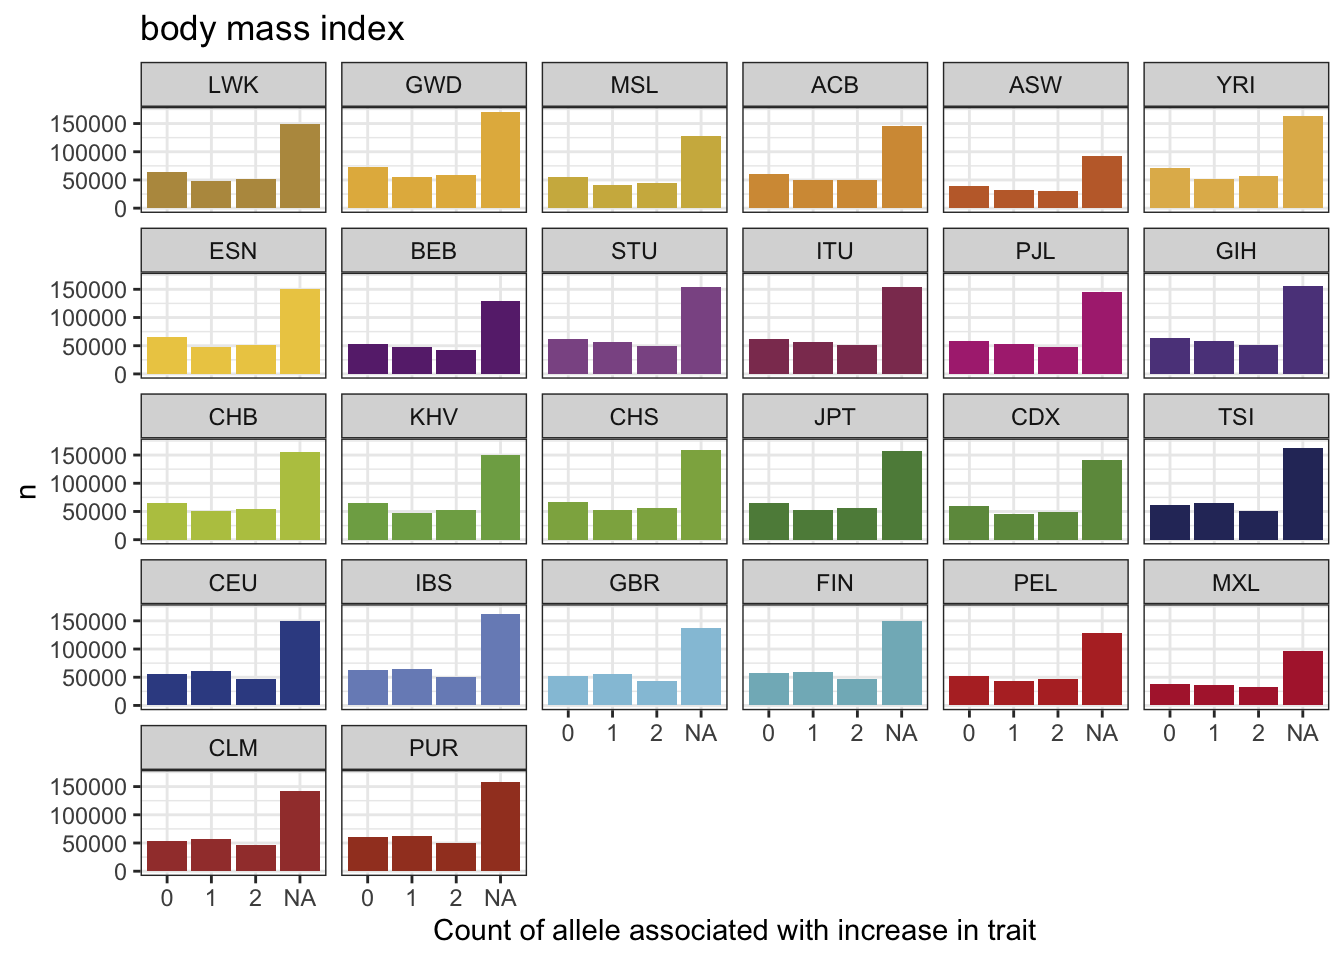 body mass index
LWK GWD MSL ACB ASW YRI
150000
100000
50000
0
ESN BEB STU ITU PJL GIH
150000
100000
50000
0
CHB KHV CHS JPT CDX TSI
150000
100000
50000
0
n
CEU IBS GBR FIN PEL MXL
150000
100000
50000
0
0 1 2 NA 0 1 2 NA 0 1 2 NA 0 1 2 NA
CLM PUR
150000
100000
50000
0
0 1 2 NA 0 1 2 NA
Count of allele associated with increase in trait